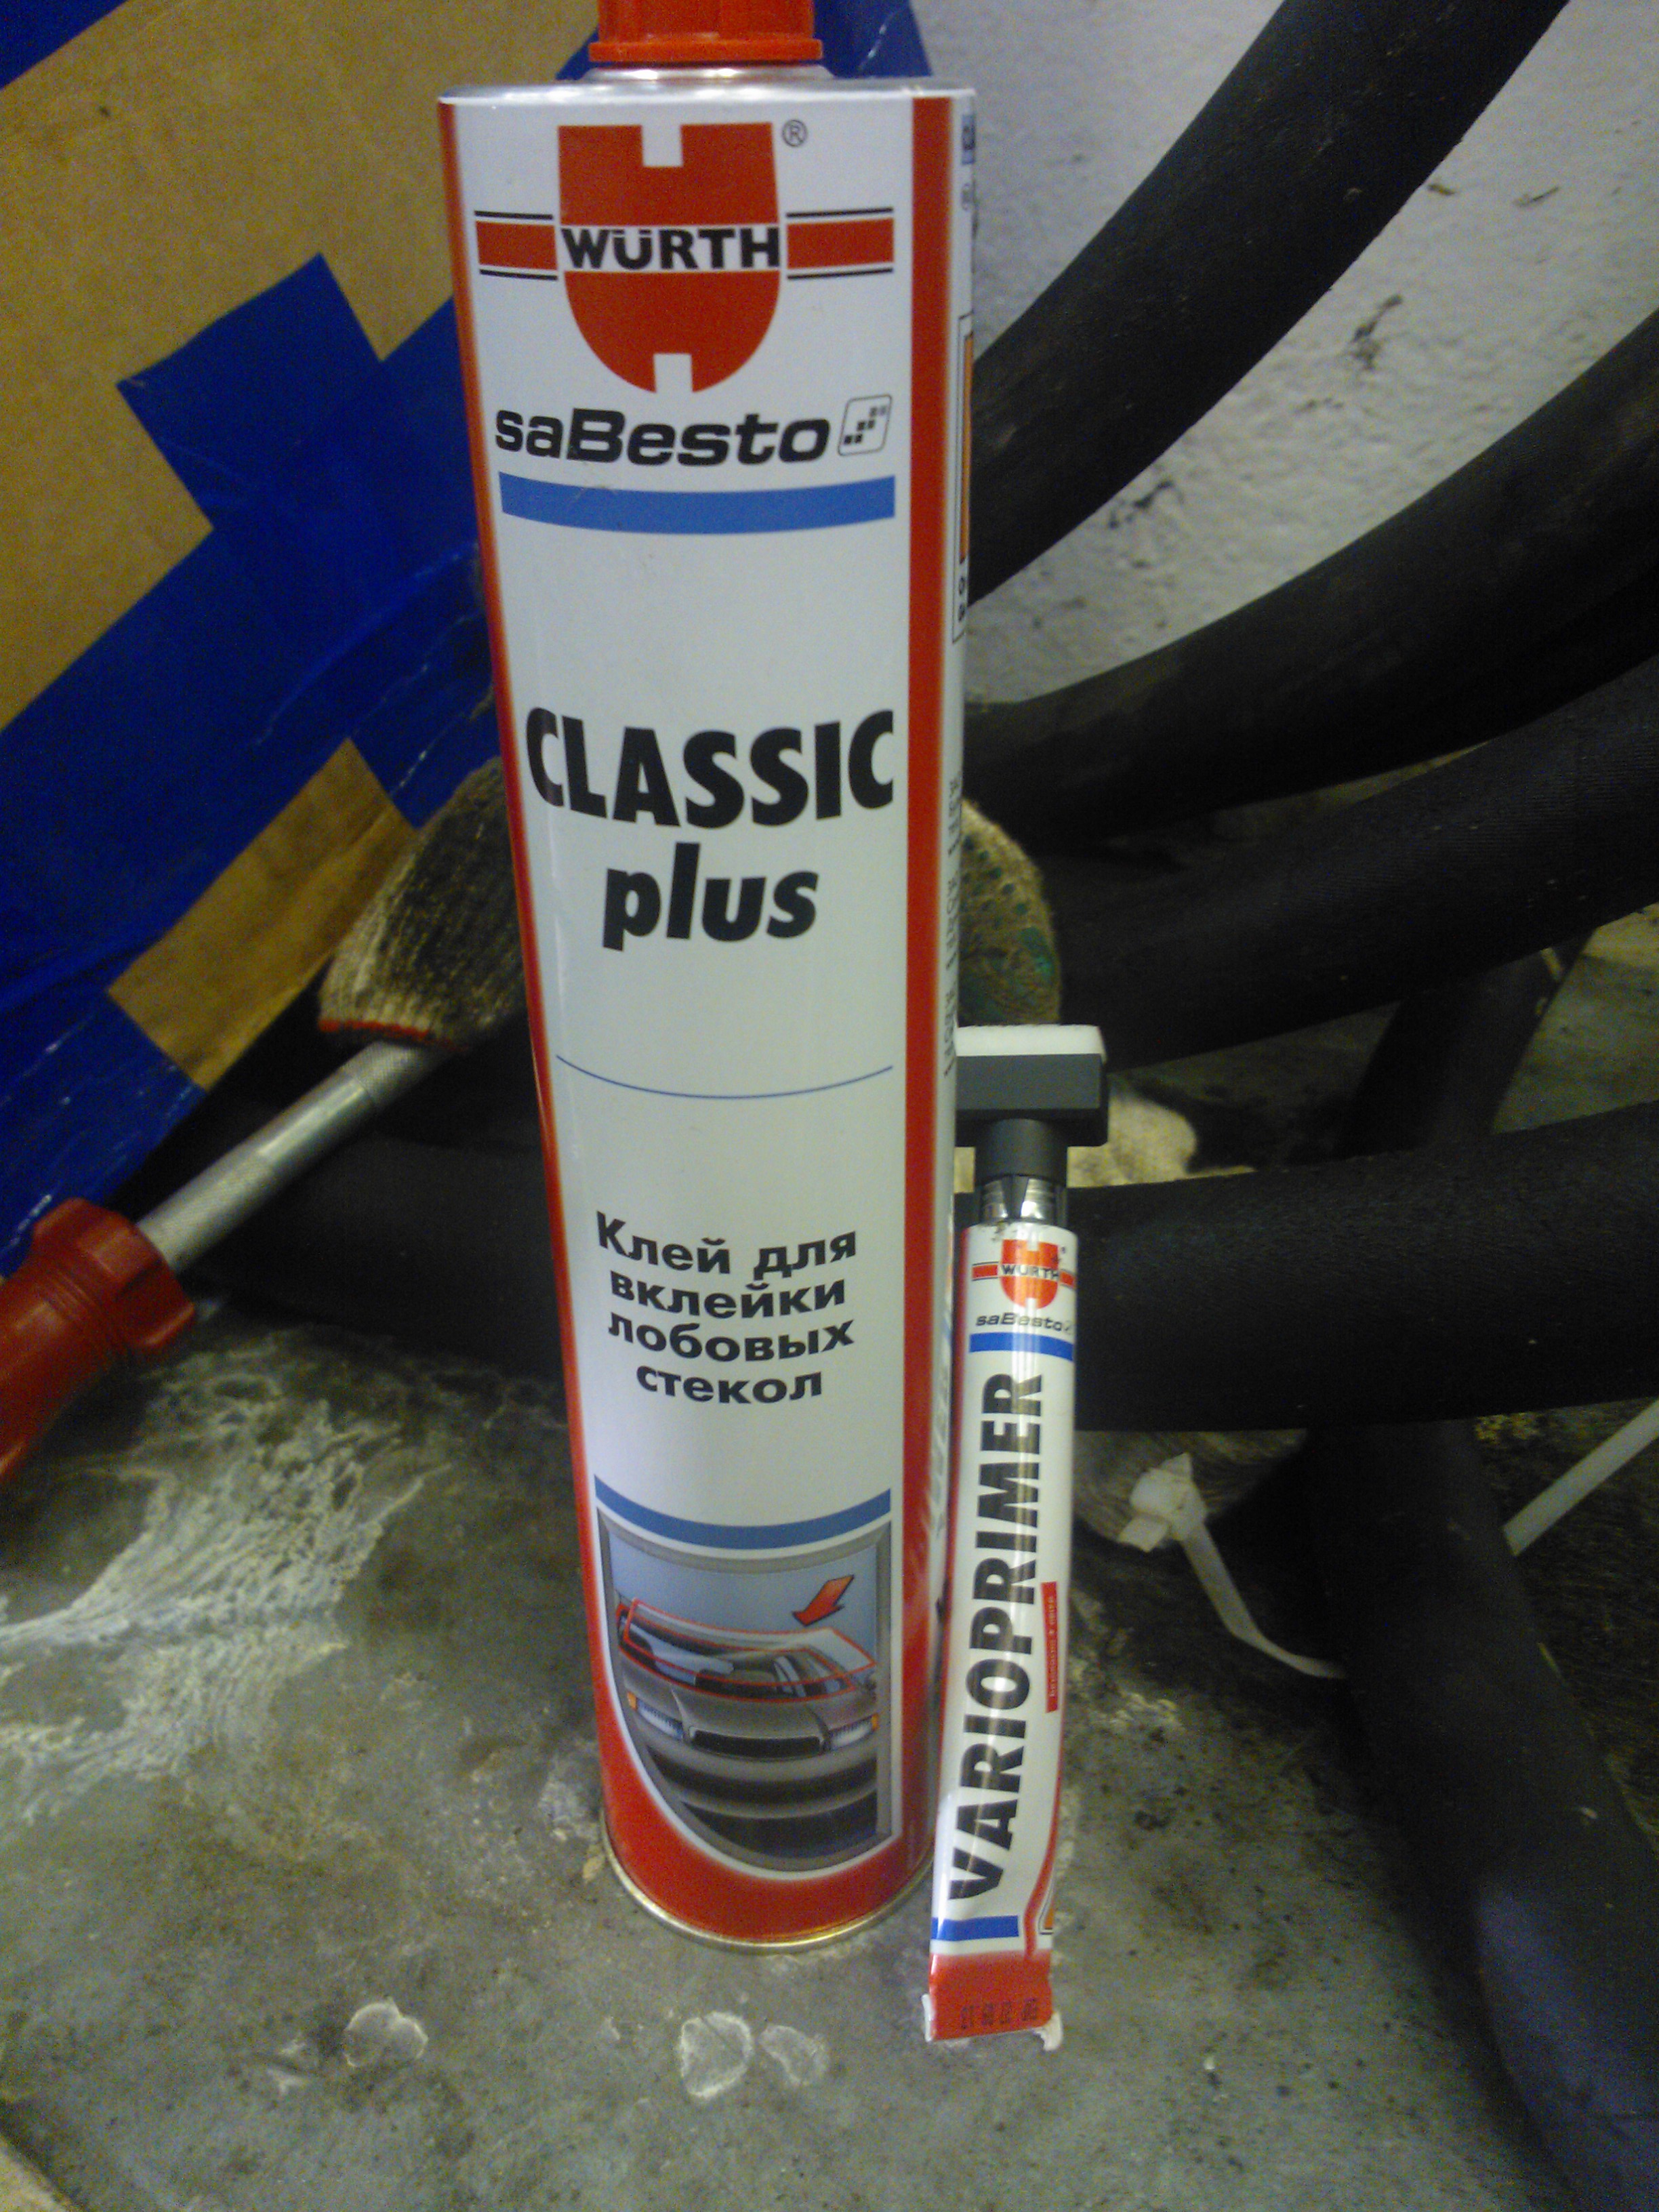 WÜRTH
®
saBesto
CLASSIC
plus
Клей для
вклейки
лобовых
стекол
WÜRTH
saBesto
VARIOPRIMER